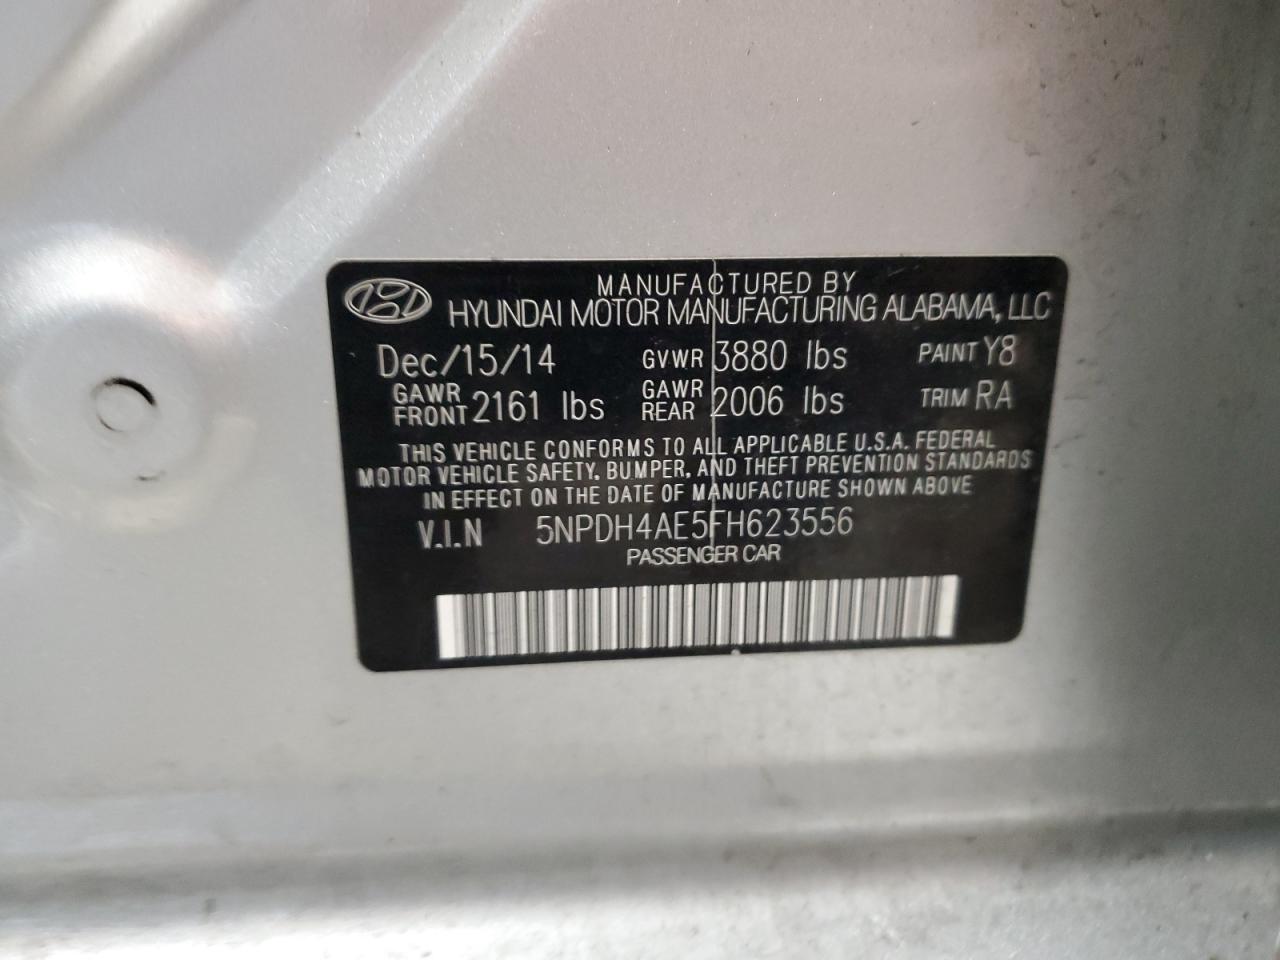 MANUFACTURED BY
HYUNDAI MOTOR MANUFACTURING ALABAMA, LLC
Dec/15/14 GVWR 3880 lbs PAINT Y8
GAWR FRONT 2161 lbs GAWR REAR 2006 lbs TRIM RA
THIS VEHICLE CONFORMS TO ALL APPLICABLE U.S.A. FEDERAL
MOTOR VEHICLE SAFETY, BUMPER, AND THEFT PREVENTION STANDARDS
IN EFFECT ON THE DATE OF MANUFACTURE SHOWN ABOVE
V.I.N 5NPDH4AE5FH623556
PASSENGER CAR